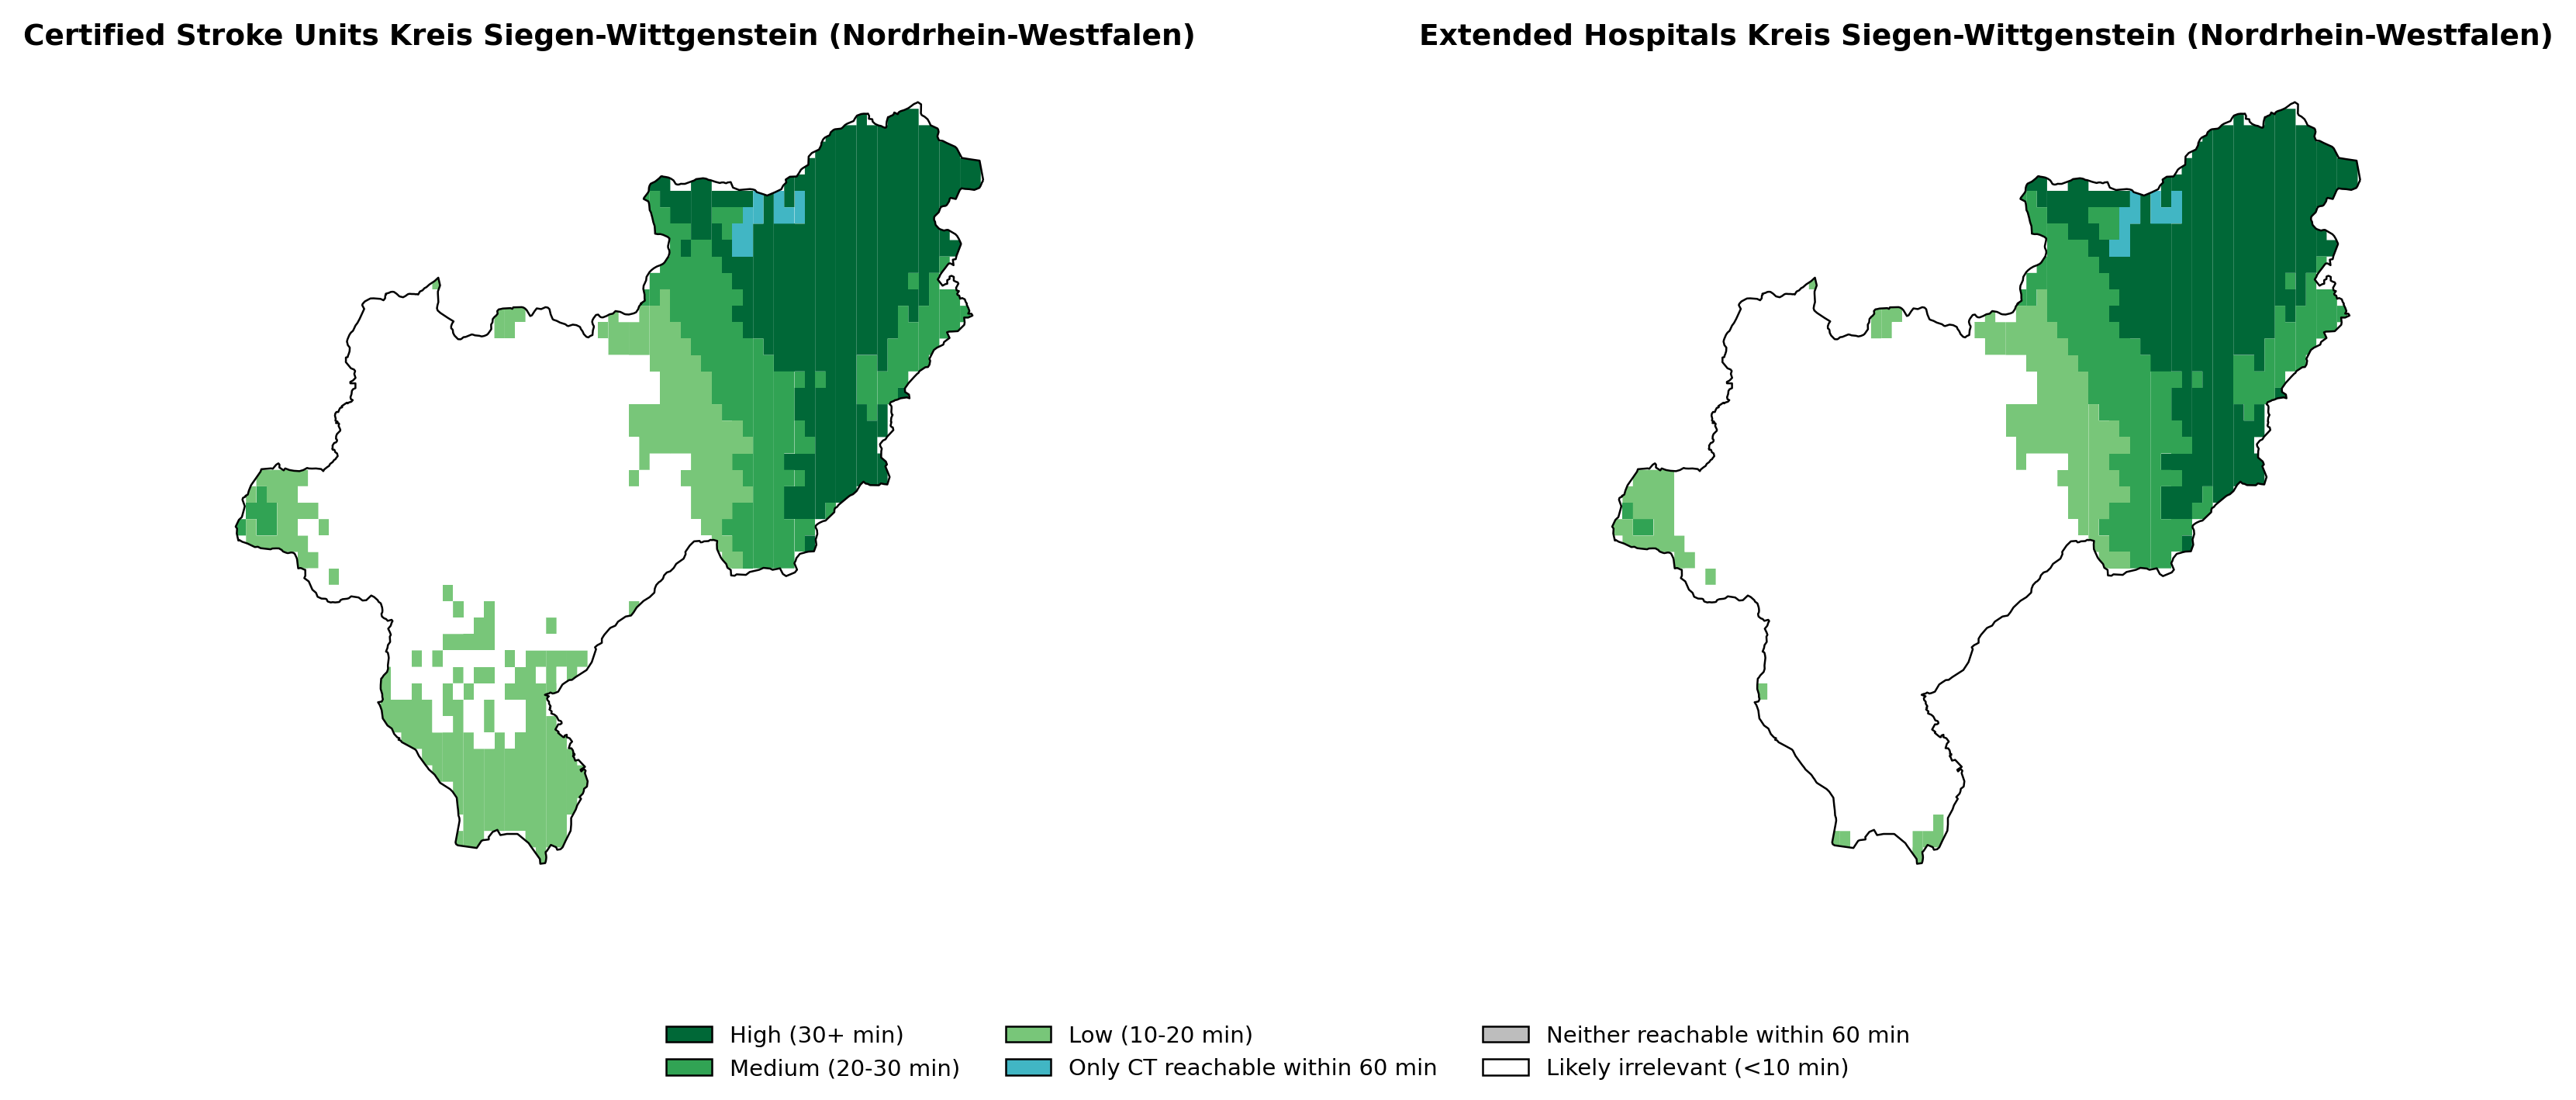 Certified Stroke Units Kreis Siegen-Wittgenstein (Nordrhein-Westfalen)
Extended Hospitals Kreis Siegen-Wittgenstein (Nordrhein-Westfalen)
High (30+ min)
Medium (20-30 min)
Low (10-20 min)
Only CT reachable within 60 min
Neither reachable within 60 min
Likely irrelevant (<10 min)